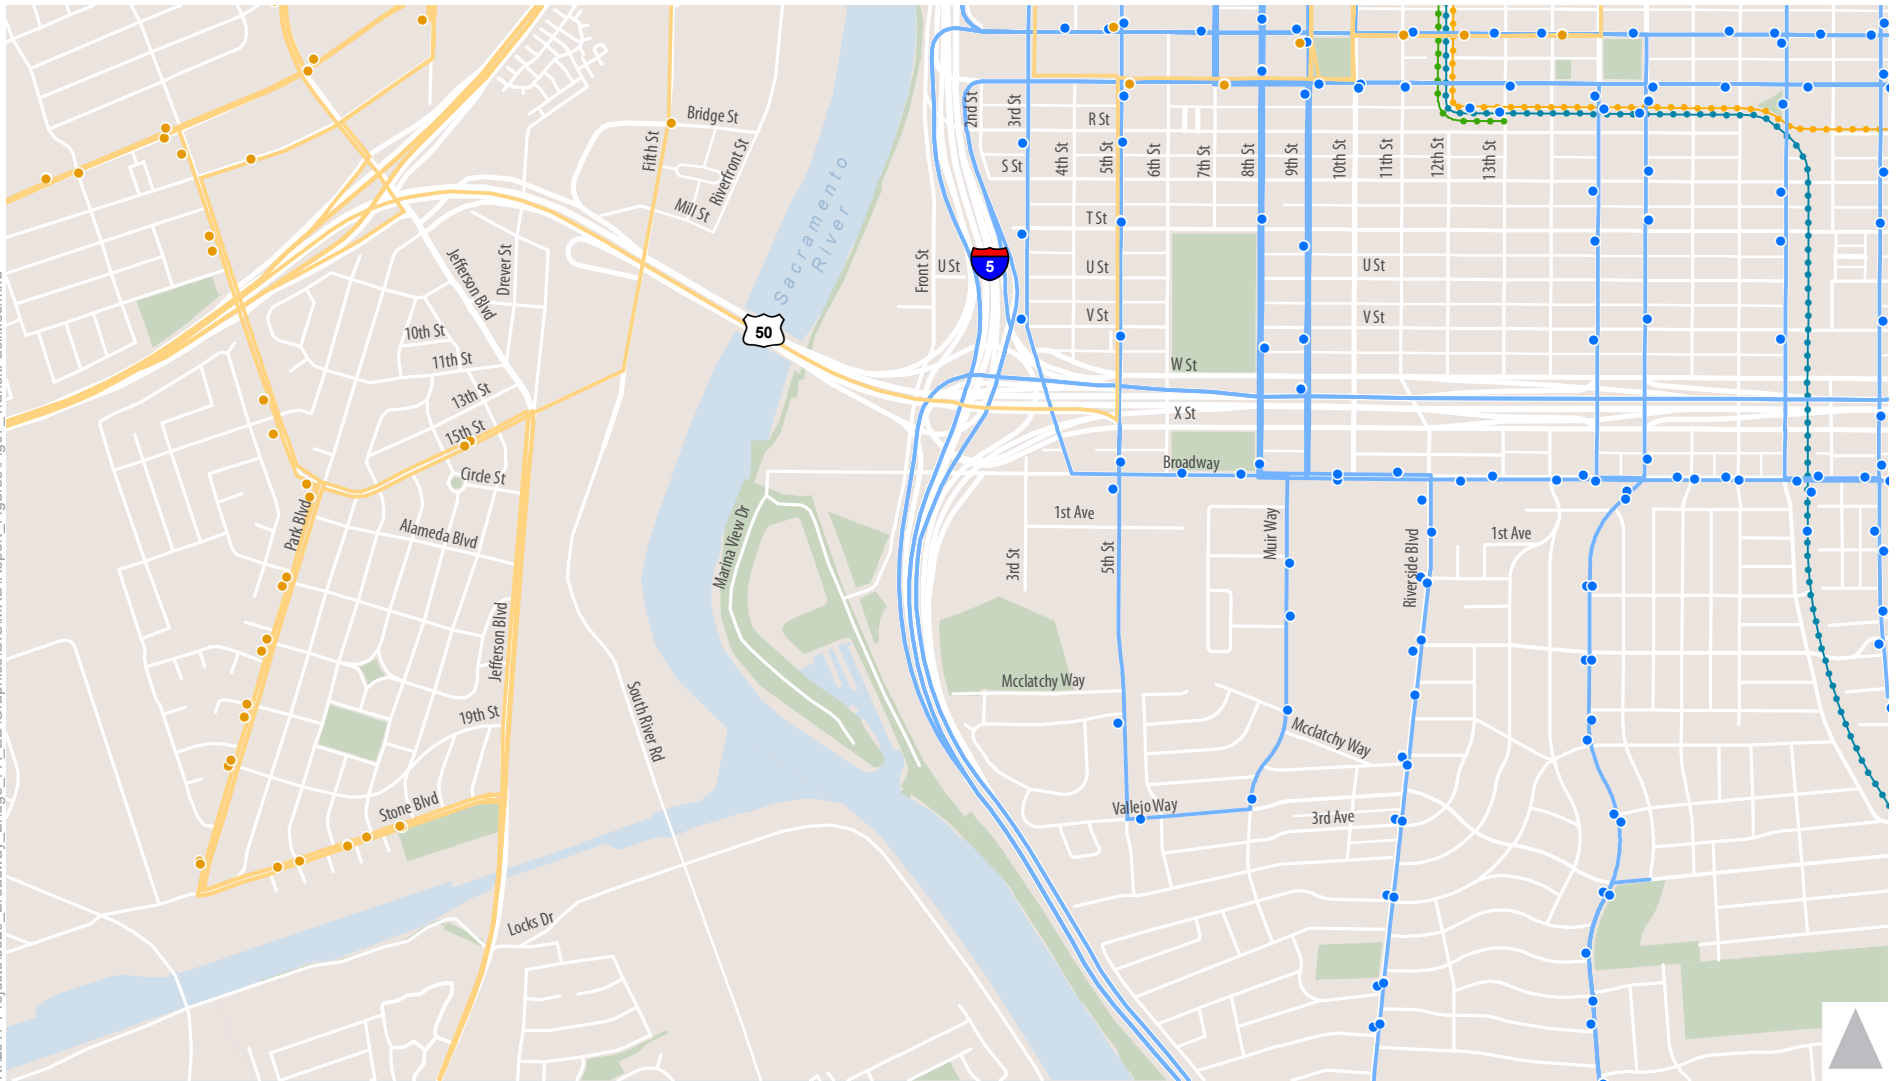 Bridge St
Fifth St
Riverfront St
Mill St
Sacramento
River
2nd St
3rd St
R St
S St
4th St
5th St
6th St
7th St
8th St
9th St
10th St
11th St
12th St
13th St
T St
Front St
U St
5
U St
U St
V St
V St
Jefferson Blvd
Drever St
10th St
11th St
13th St
15th St
50
W St
X St
Broadway
Circle St
Park Blvd
Alameda Blvd
Marina View Dr
1st Ave
3rd St
5th St
Muir Way
Riverside Blvd
1st Ave
Jefferson Blvd
19th St
South River Rd
Mcclatchy Way
Mcclatchy Way
Stone Blvd
Vallejo Way
3rd Ave
Locks Dr